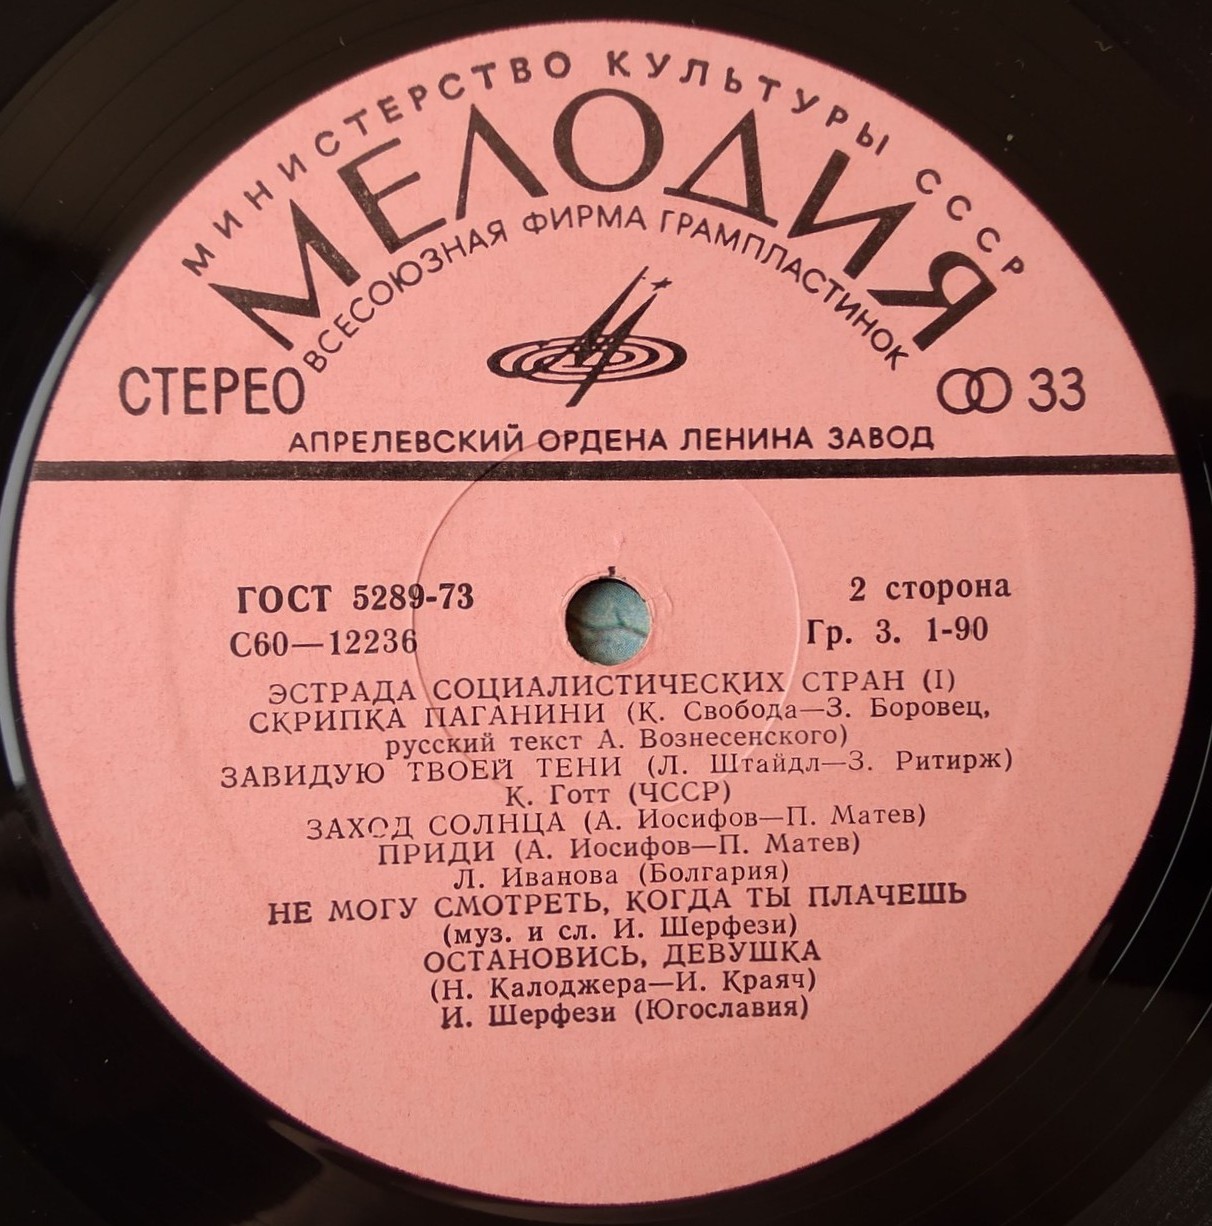 МИНИСТЕРСТВО КУЛЬТУРЫ СССР
МЕЛОДИЯ
ВСЕСОЮЗНАЯ ФИРМА ГРАМПЛАСТИНОК
СТЕРЕО
33
АПРЕЛЕВСКИЙ ОРДЕНА ЛЕНИНА ЗАВОД
ГОСТ 5289-73
2 сторона
С60—12236
Гр. 3. 1-90
ЭСТРАДА СОЦИАЛИСТИЧЕСКИХ СТРАН (I)
СКРИПКА ПАГАНИНИ (К. Свобода—З. Боровец,
русский текст А. Вознесенского)
ЗАВИДУЮ ТВОЕЙ ТЕНИ (Л. Штайдл—З. Ритирж)
К. Готт (ЧССР)
ЗАХОД СОЛНЦА (А. Иосифов—П. Матев)
ПРИДИ (А. Иосифов—П. Матев)
Л. Иванова (Болгария)
НЕ МОГУ СМОТРЕТЬ, КОГДА ТЫ ПЛАЧЕШЬ
(муз. и сл. И. Шерфези)
ОСТАНОВИСЬ, ДЕВУШКА
(Н. Калоджера—И. Краяч)
И. Шерфези (Югославия)